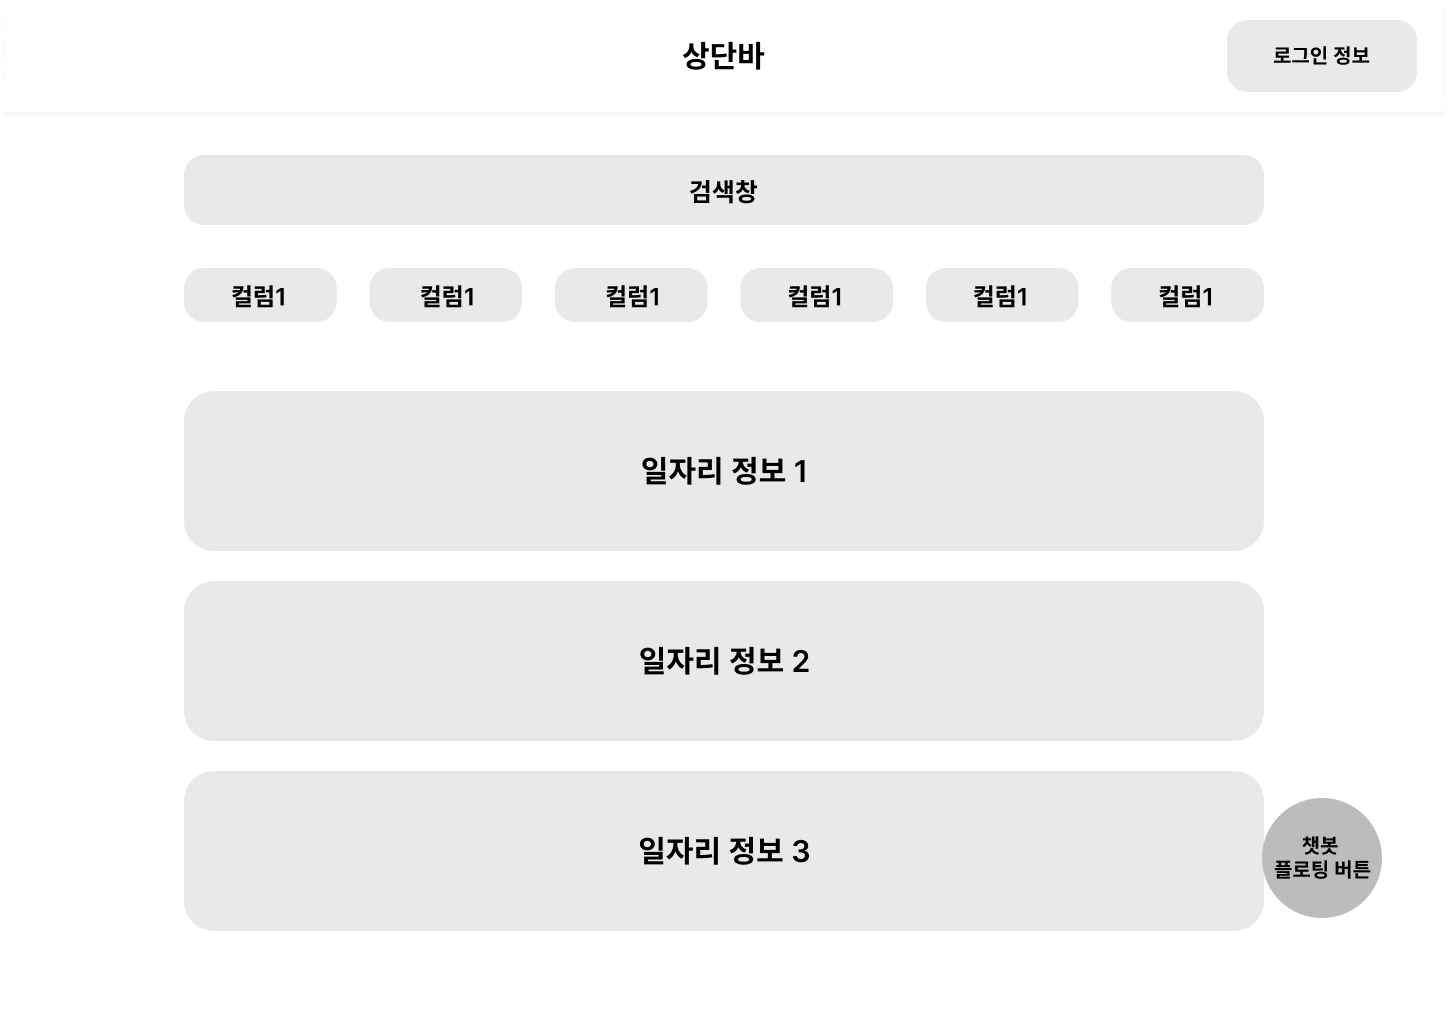 상단바
로그인 정보
검색창
컬럼1
컬럼1
컬럼1
컬럼1
컬럼1
컬럼1
일자리 정보 1
일자리 정보 2
일자리 정보 3
챗봇
플로팅 버튼